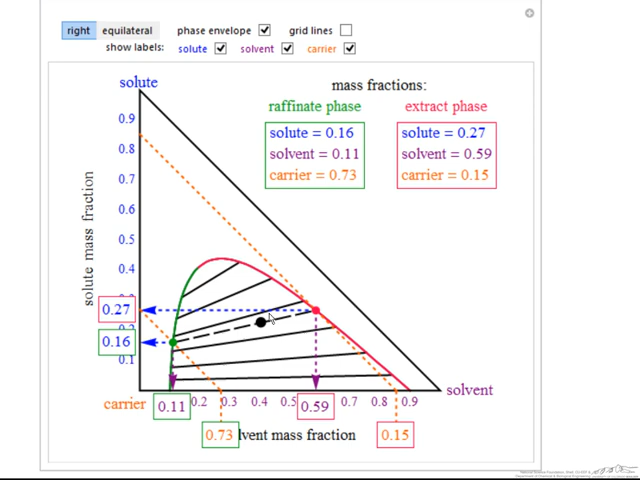 right equilateral phase envelope grid lines
show labels: solute solvent carrier
solute
mass fractions:
raffinate phase extract phase
solute = 0.16 solute = 0.27
solvent = 0.11 solvent = 0.59
carrier = 0.73 carrier = 0.15
solute mass fraction
0.9
0.8
0.7
0.6
0.5
0.4
0.27
0.16
0.1
solvent
carrier 0.11 0.2 0.3 0.4 0.5 0.59 0.7 0.8 0.9
0.73 lvent mass fraction 0.15